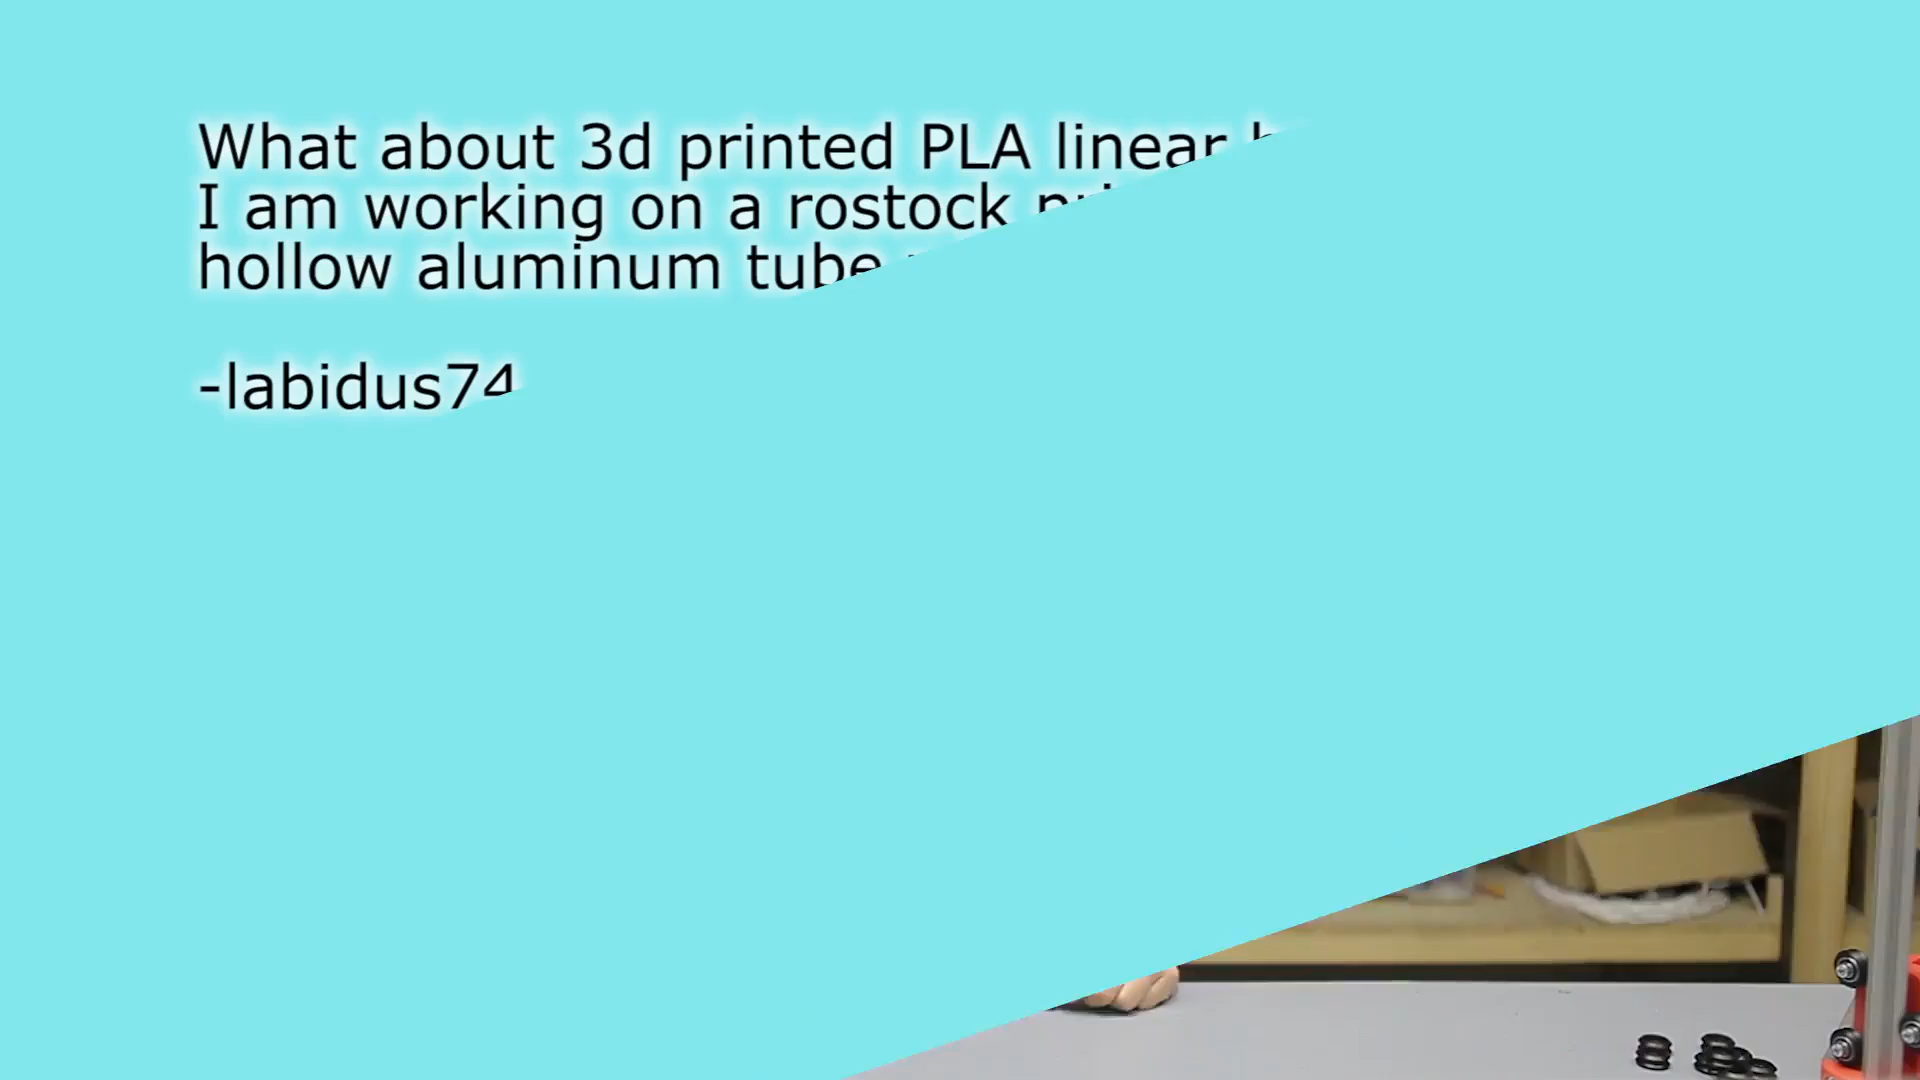 What about 3d printed PLA linear
I am working on a rostock
hollow aluminum tube
-labidus74